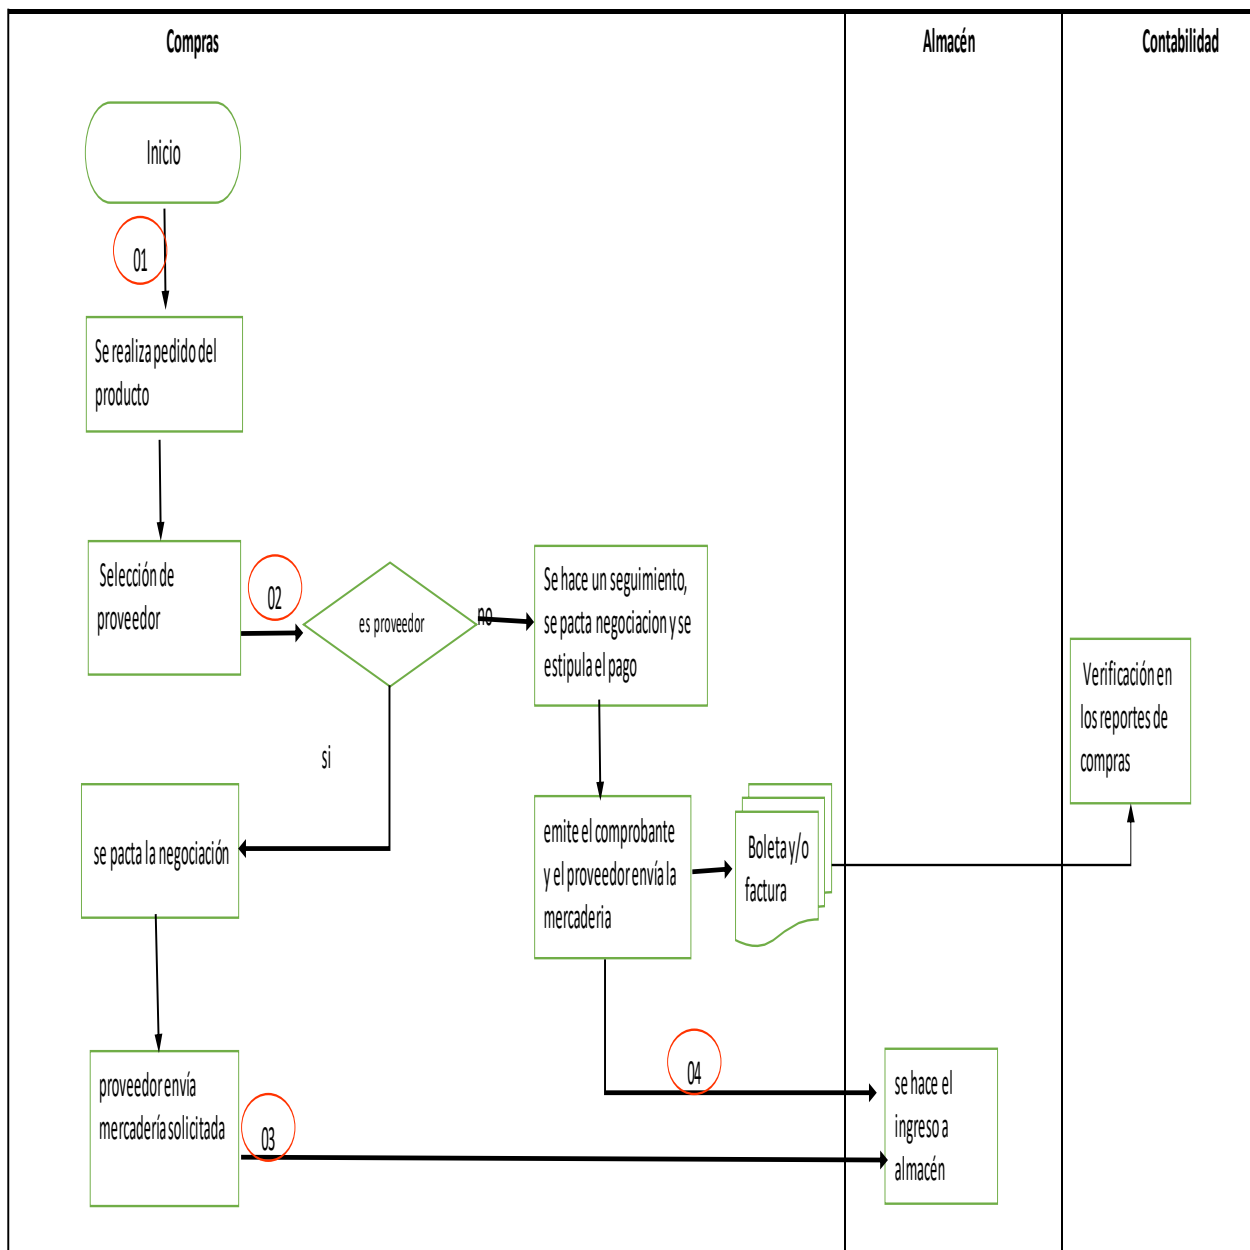 Compras
Almacén
Contabilidad
Inicio
01
Se realiza pedido del
producto
Selección de
proveedor
02
es proveedor
no
Se hace un seguimiento,
se pacta negociacion y se
estipula el pago
Verificación en
los reportes de
compras
si
se pacta la negociación
emite el comprobante
y el proveedor envía la
mercaderia
Boleta y/o
factura
04
proveedor envía
mercadería solicitada
03
se hace el
ingreso a
almacén